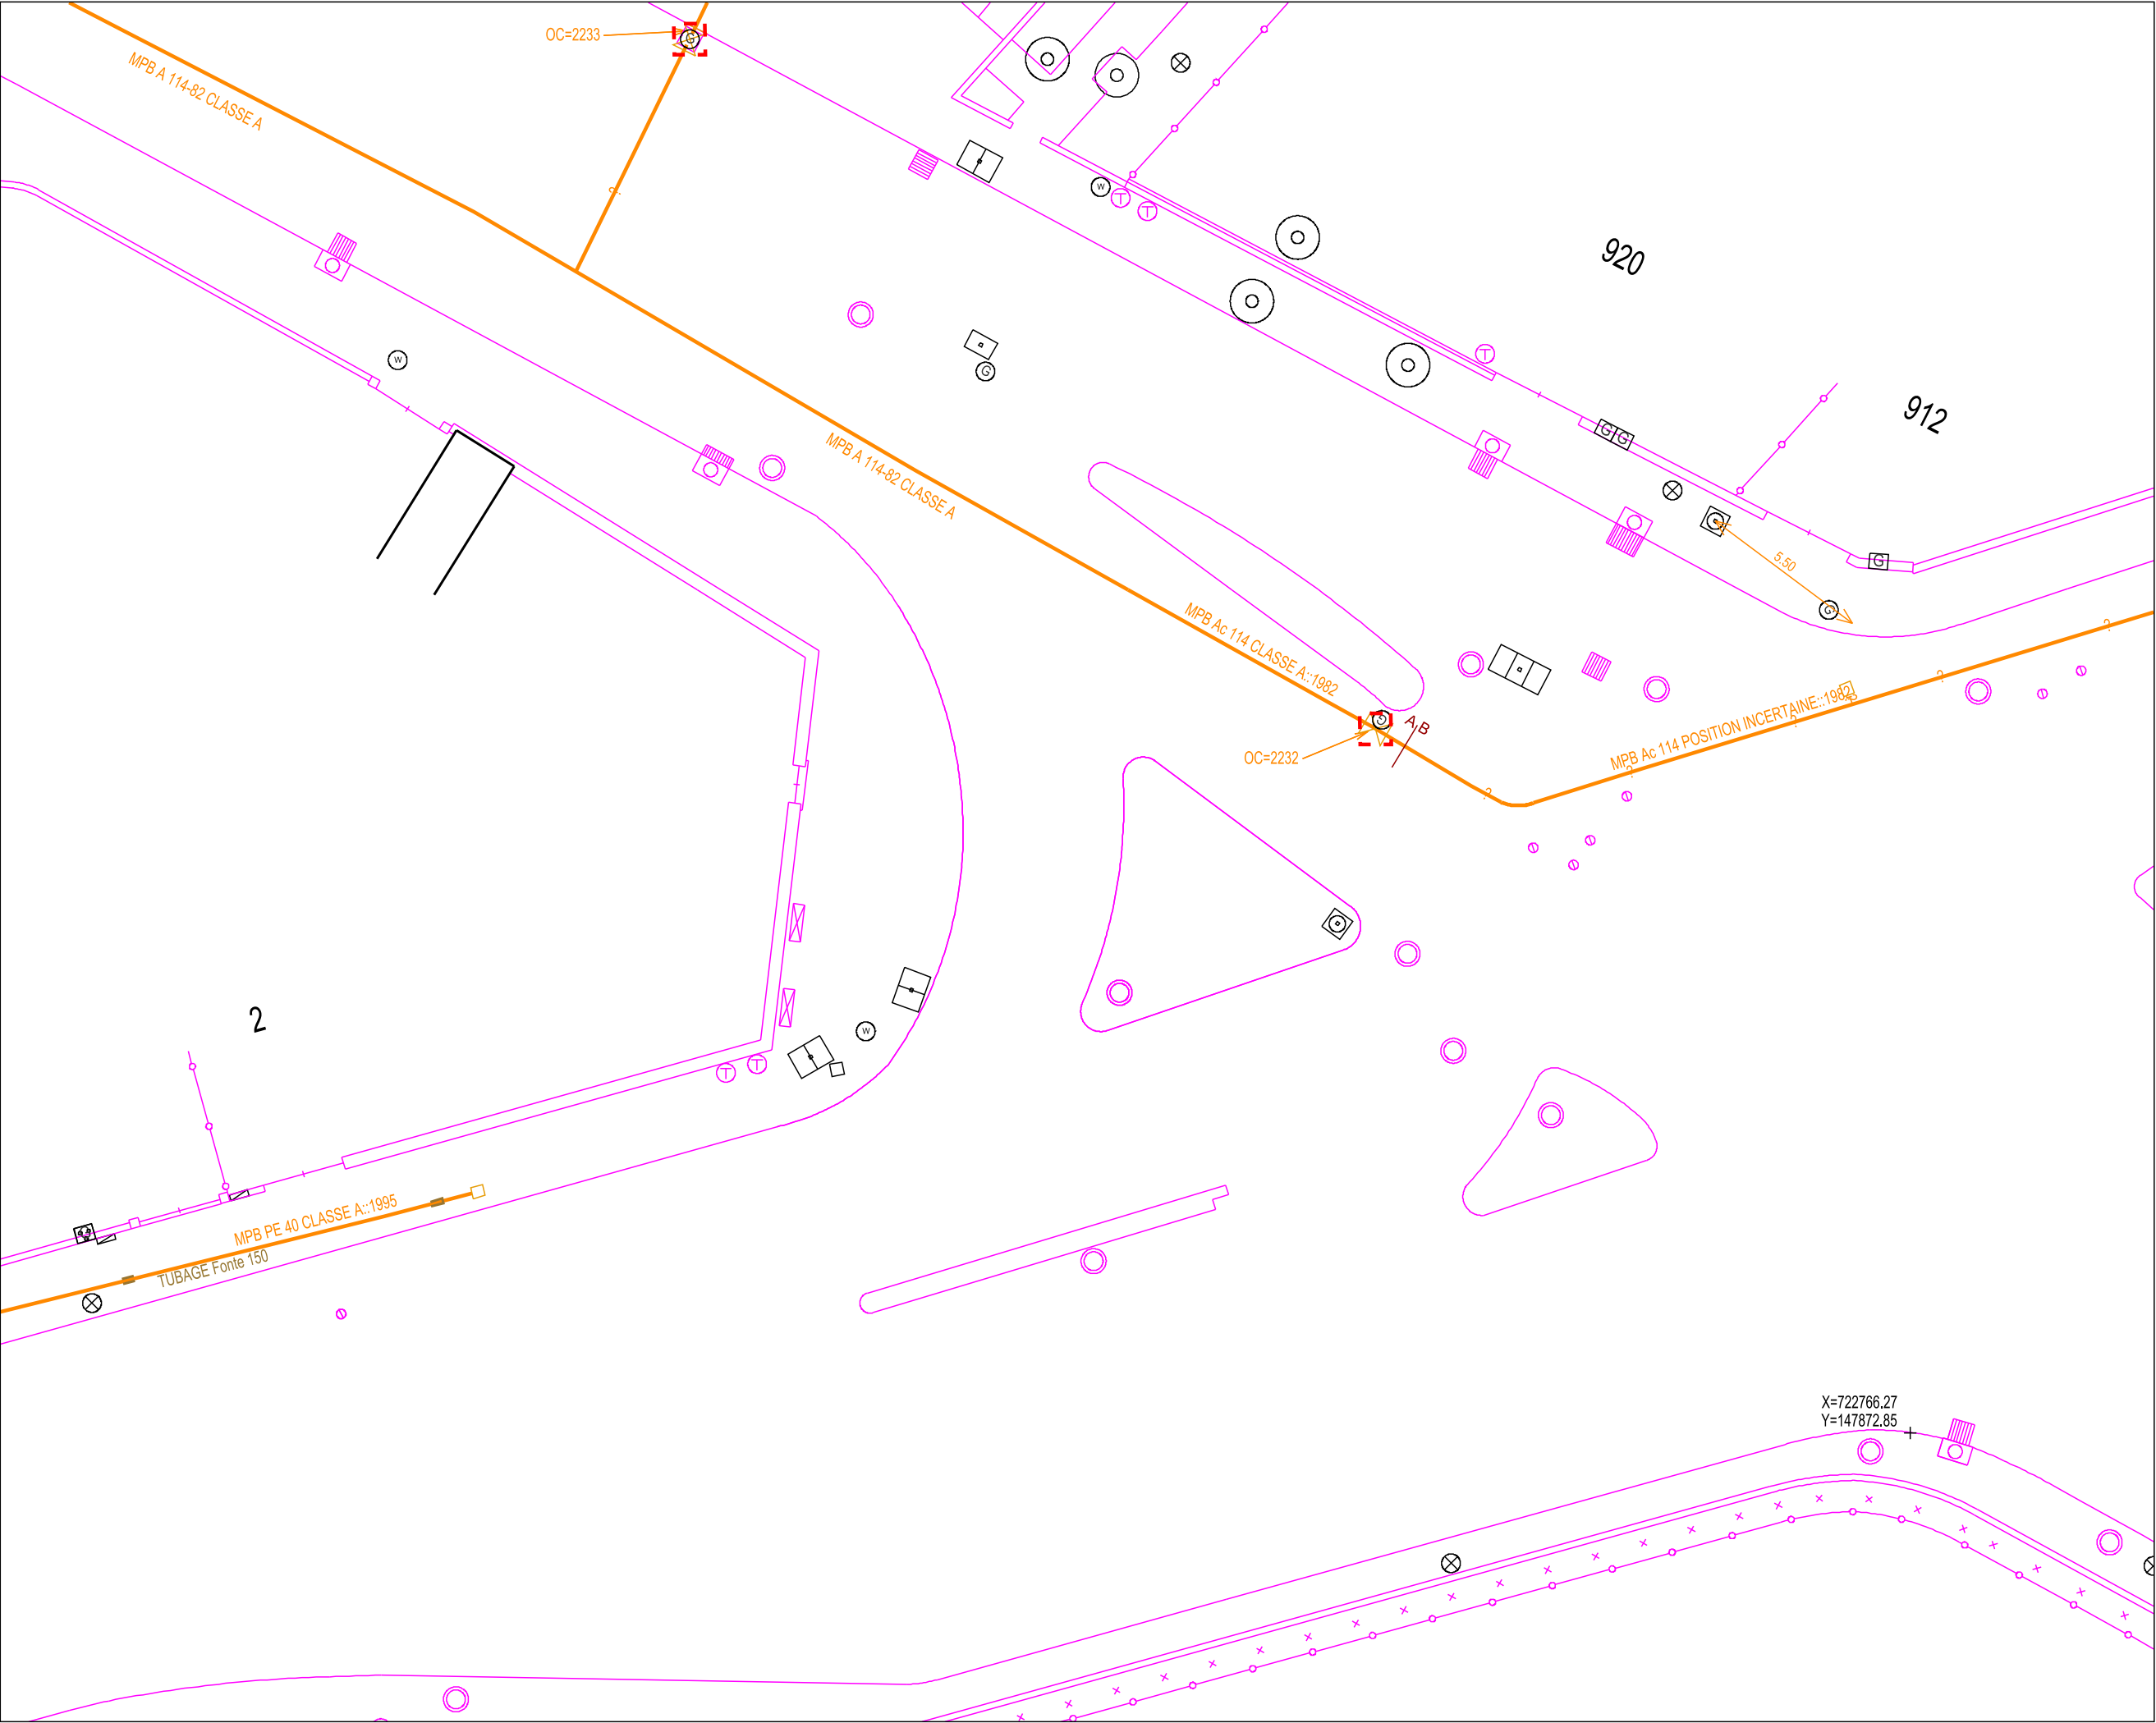 OC=2233
G
MPB A 114-82 CLASSE A
?
W
T
T
920
W
G
T
912
G G
MPB A 114-82 CLASSE A
5.50
G
G
MPB Ac 114 CLASSE A::1982
?
G
A
B
MPB Ac 114 POSITION INCERTAINE::1982
?
?
?
?
OC=2232
2
W
T
T
MPB PE 40 CLASSE A::1995
TUBAGE Fonte 150
X=722766.27
Y=147872.85